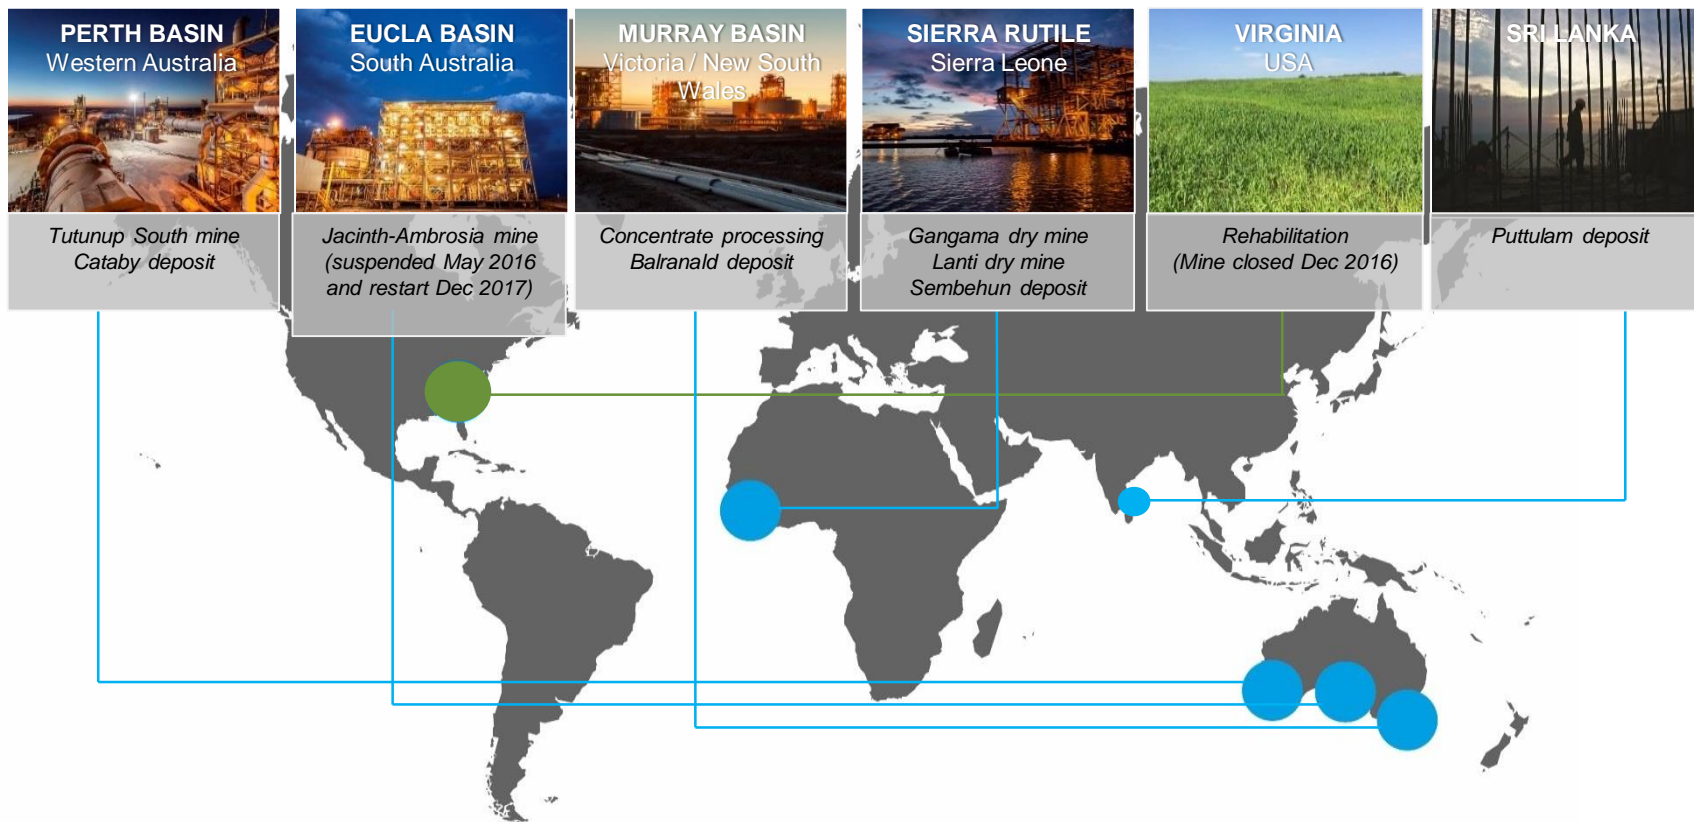 PERTH BASIN
Western Australia
Tutunup South mine
Cataby deposit
EUCLA BASIN
South Australia
Jacinth-Ambrosia mine
(suspended May 2016
and restart Dec 2017)
MURRAY BASIN
Victoria / New South
Wales
Concentrate processing
Balranald deposit
SIERRA RUTILE
Sierra Leone
Gangama dry mine
Lanti dry mine
Sembehun deposit
VIRGINIA
USA
Rehabilitation
(Mine closed Dec 2016)
SRI LANKA
Puttulam deposit